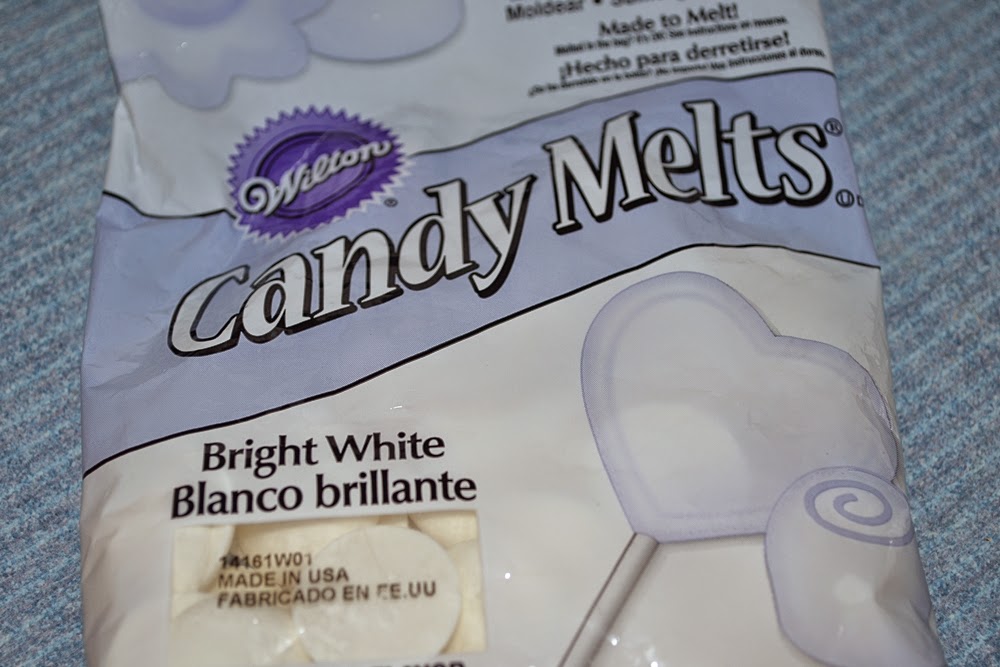 Moldear •
Made to Melt!
¡Hecho para derretirse!
Wilton®
Candy Melts®
Bright White
Blanco brillante
14461W01
MADE IN USA
FABRICADO EN EE.UU